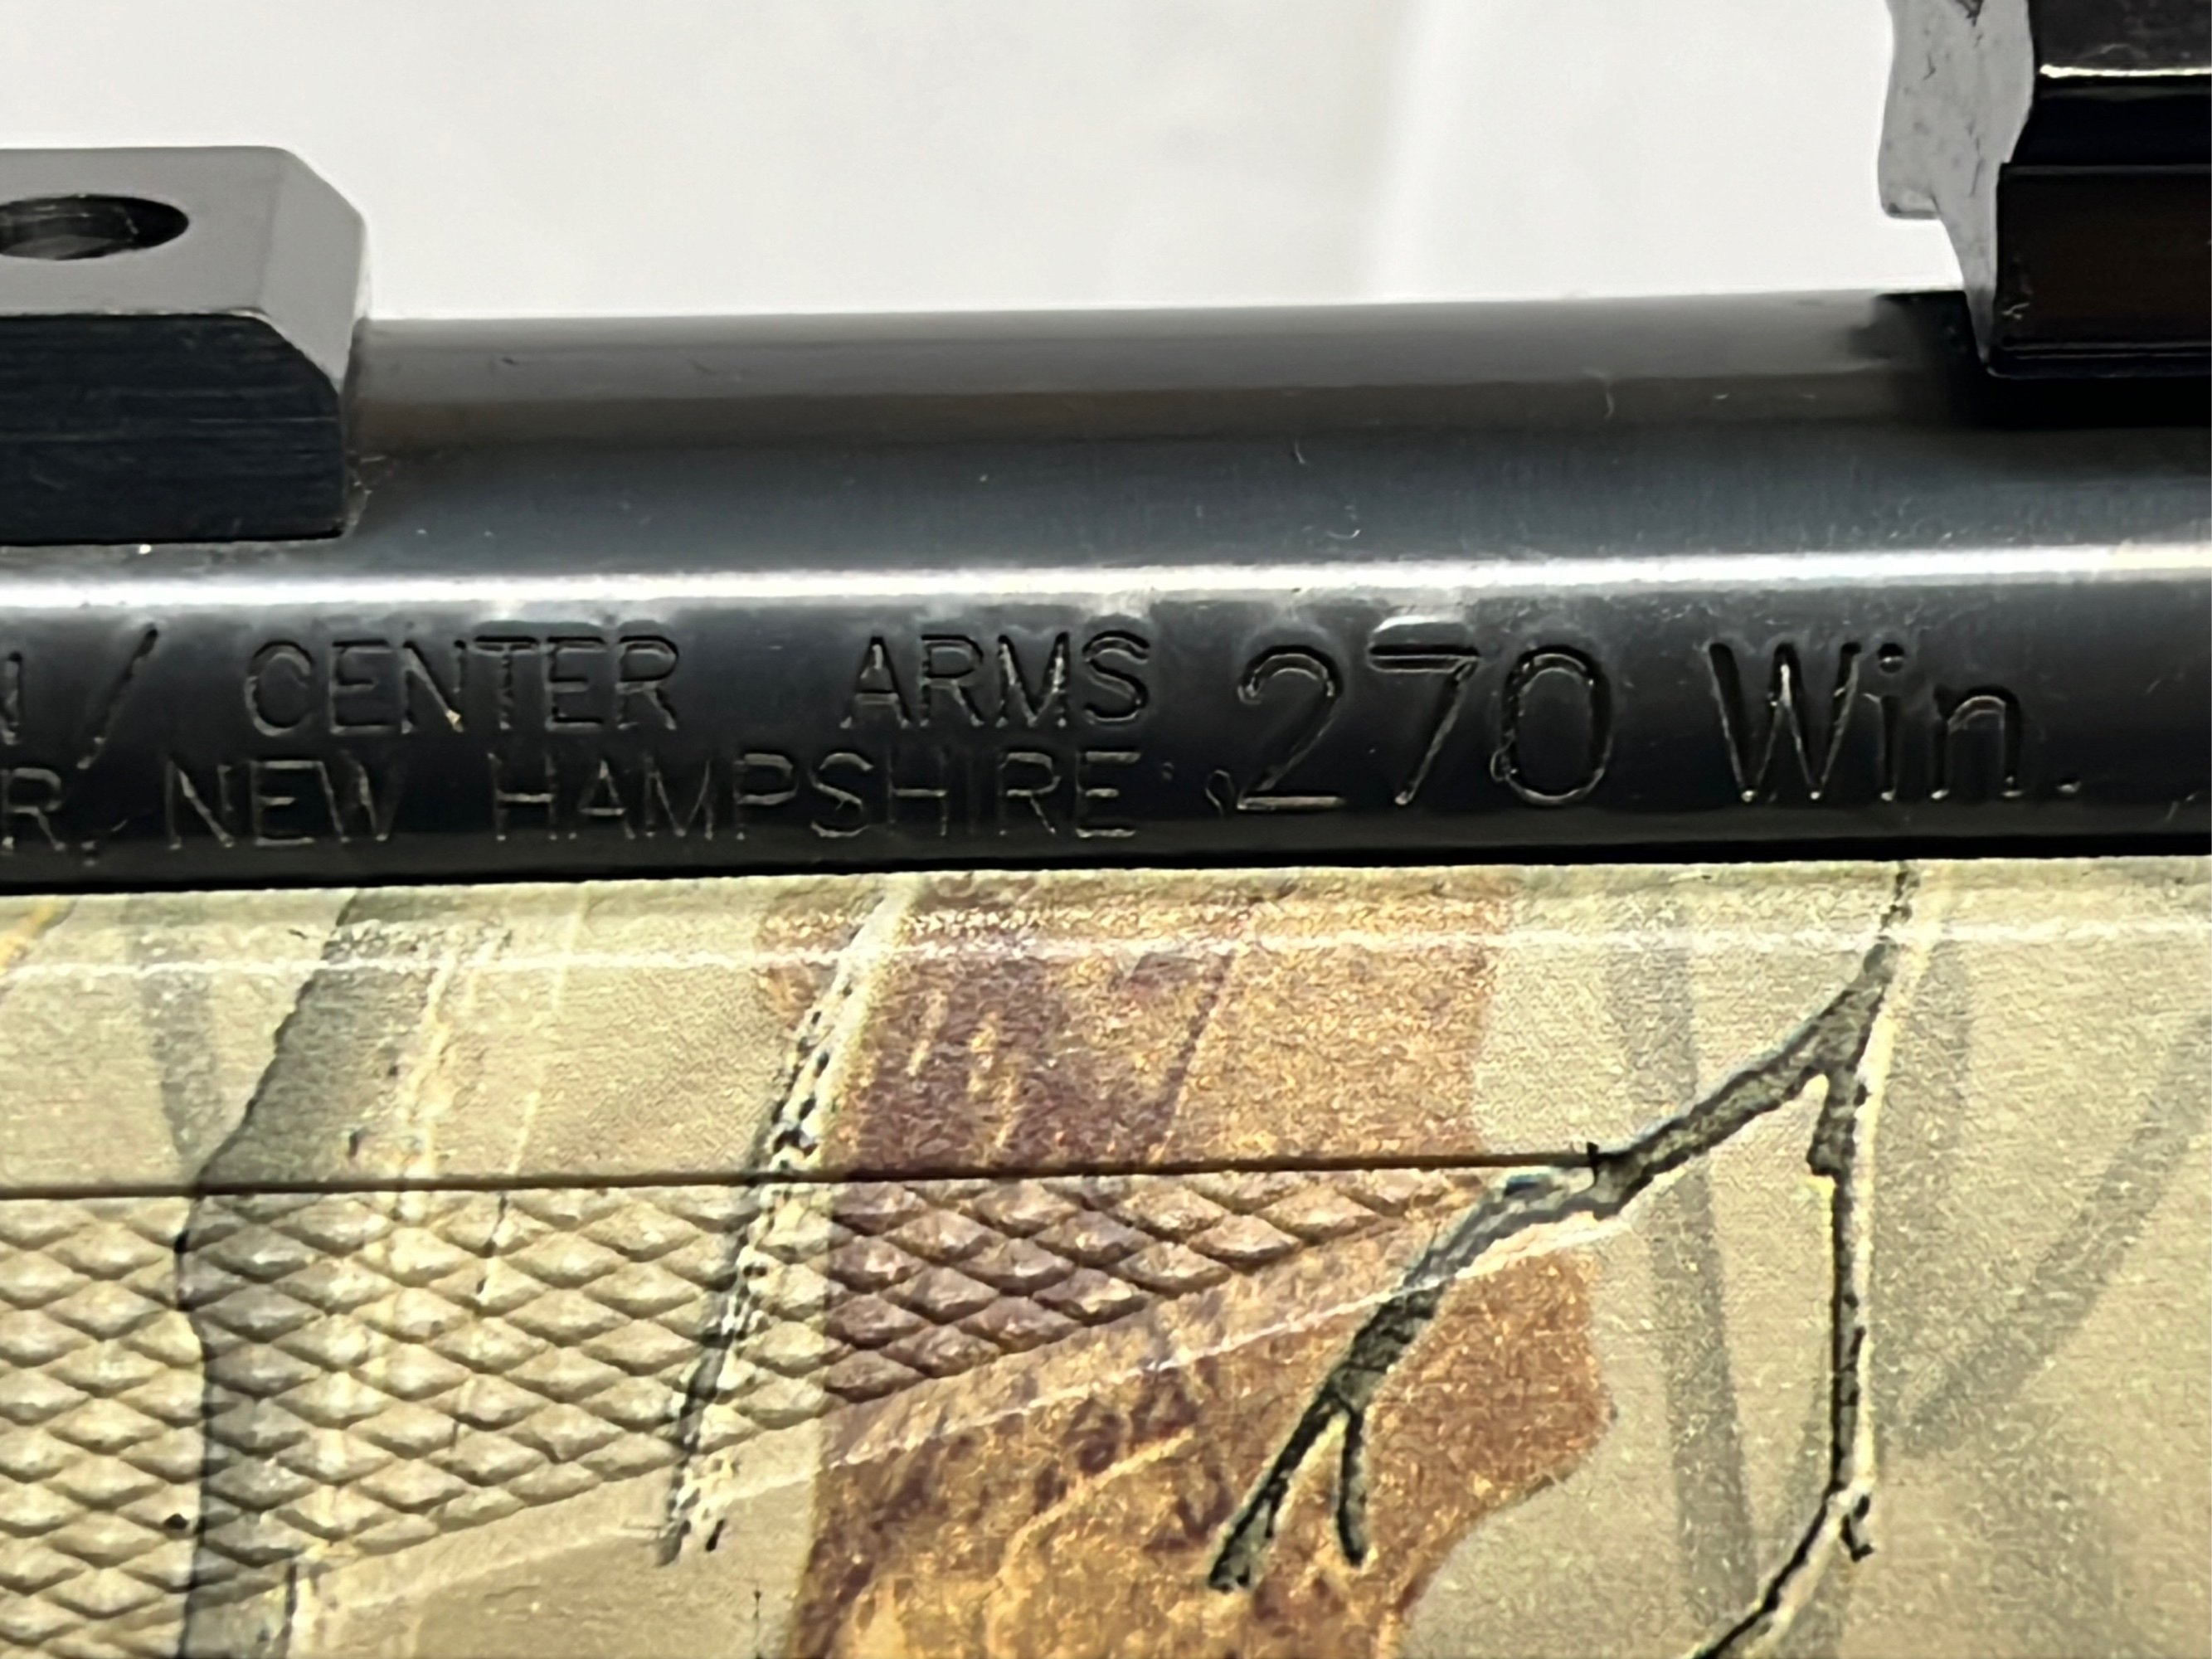 N / CENTER ARMS .270 Win.
R, NEW HAMPSHIRE